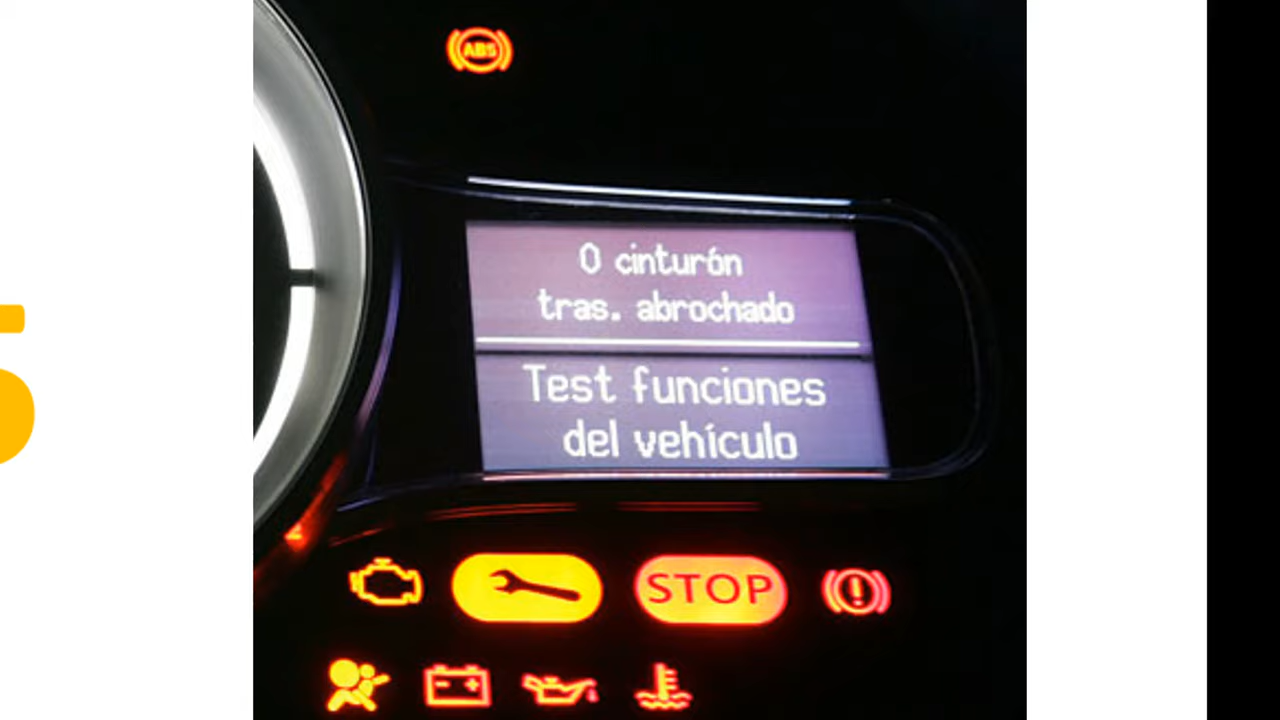 ABS
0 cinturón
tras. abrochado
Test funciones
del vehículo
STOP